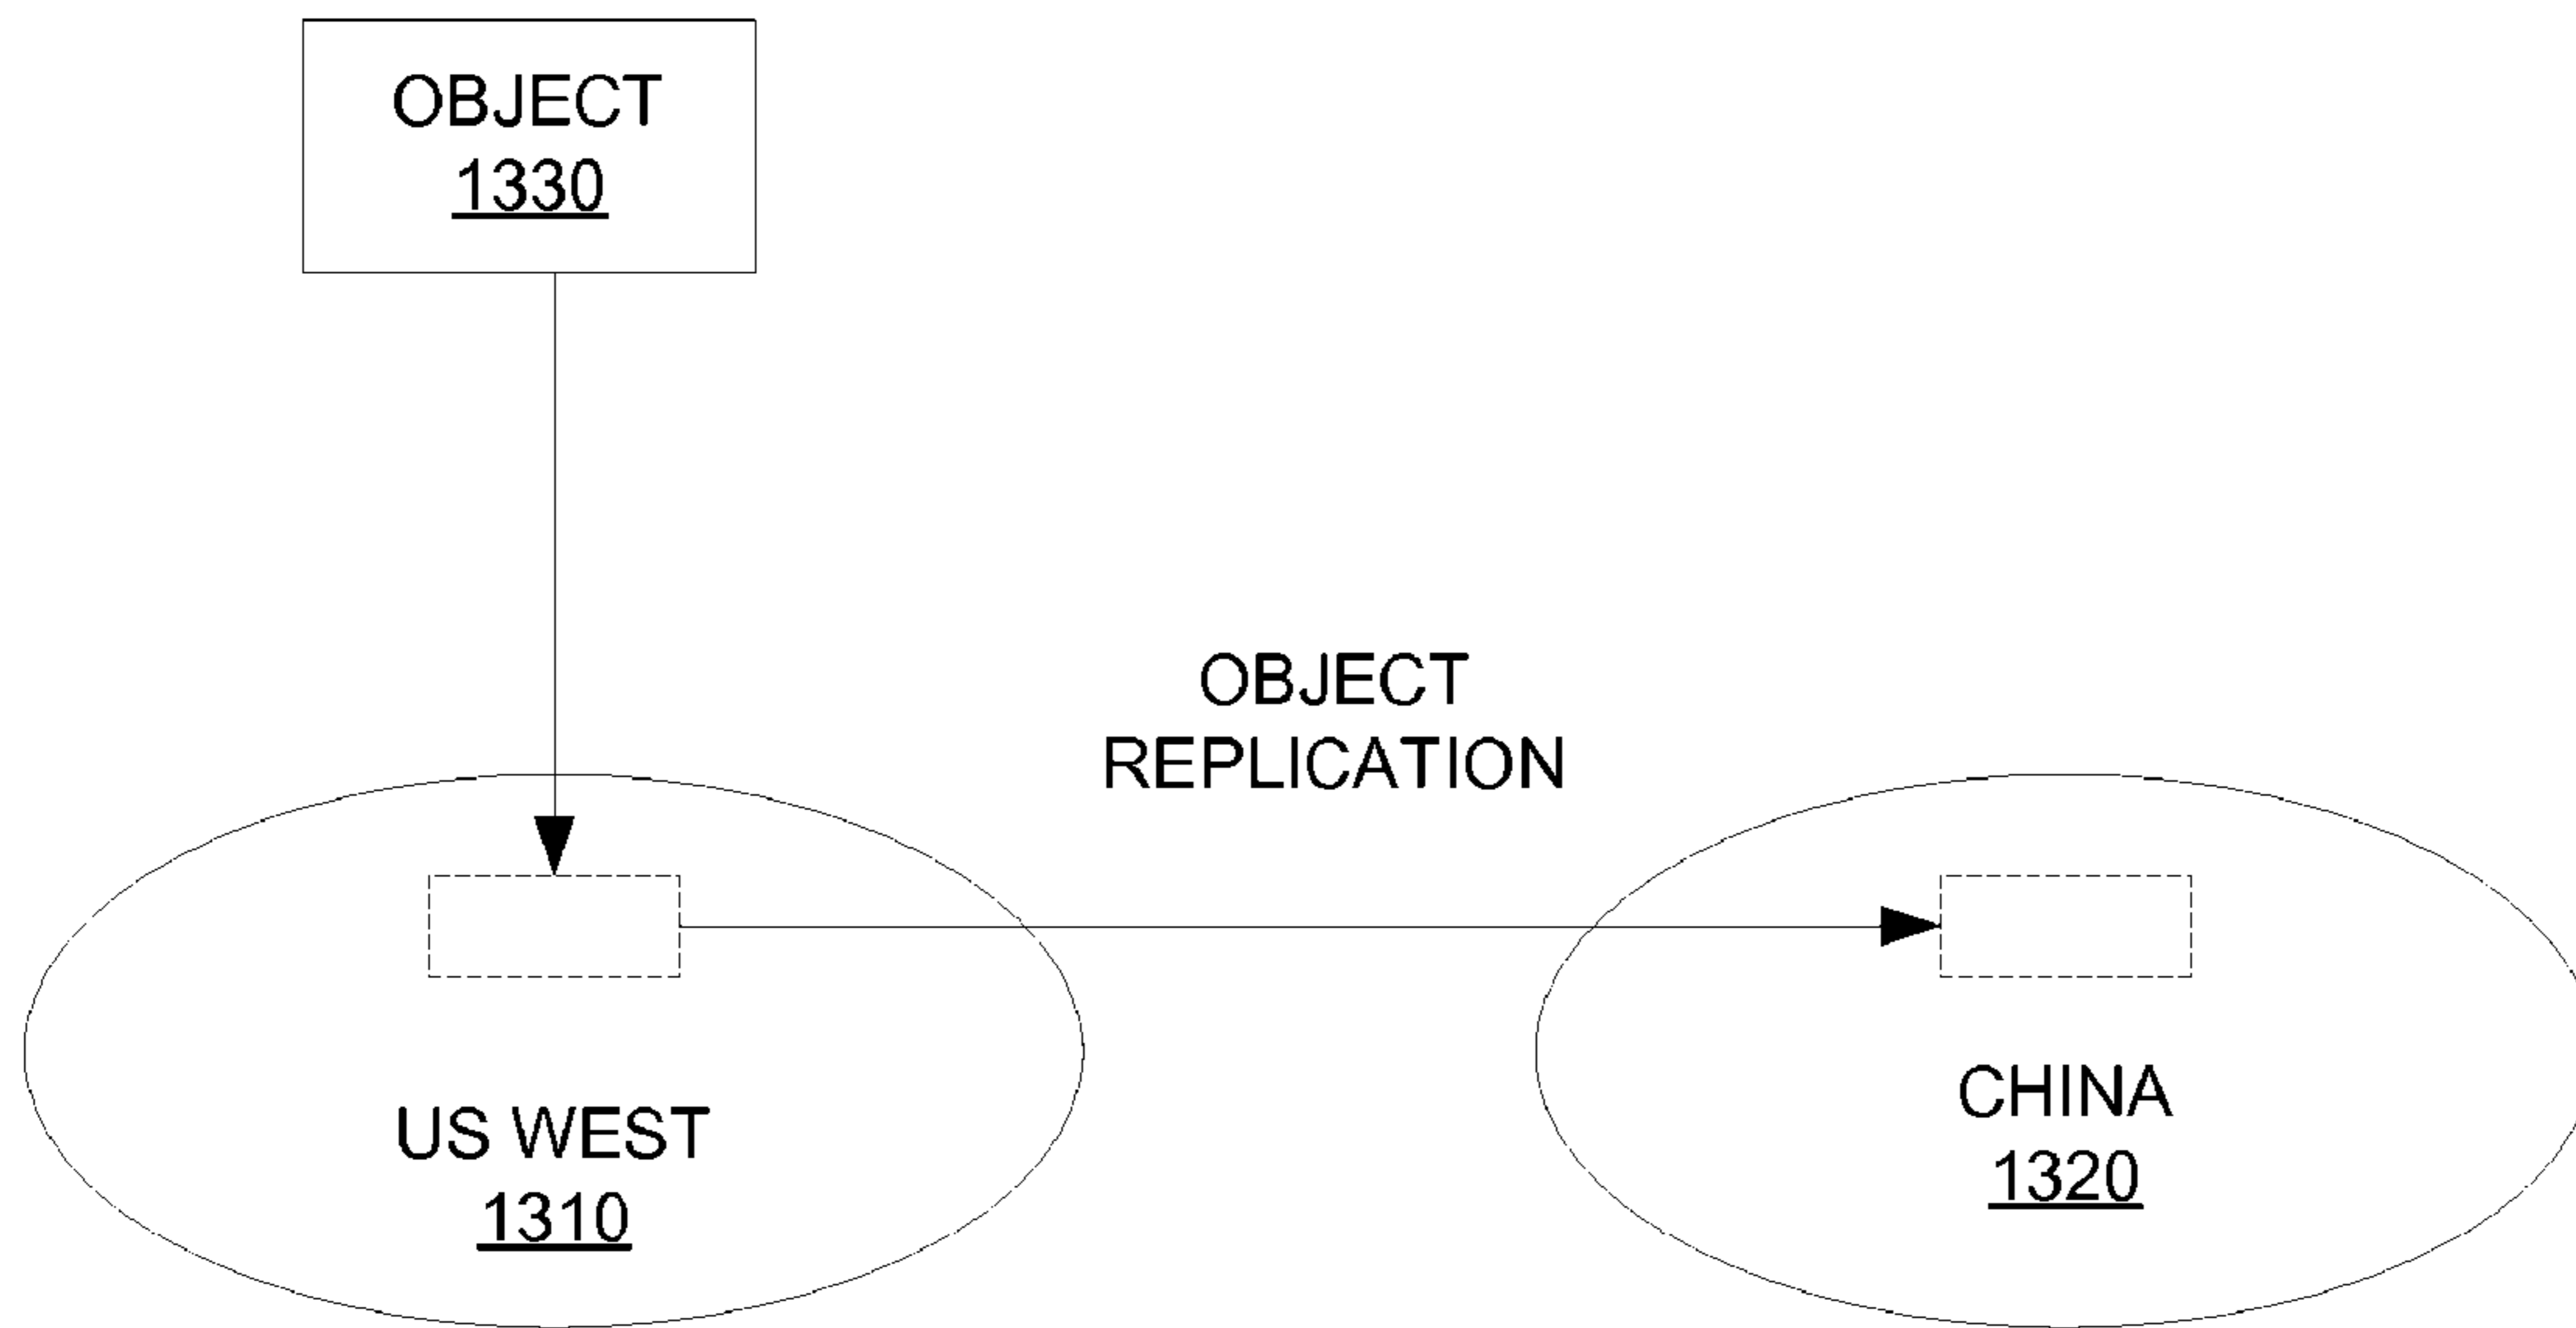 OBJECT
1330
OBJECT
REPLICATION
US WEST
1310
CHINA
1320